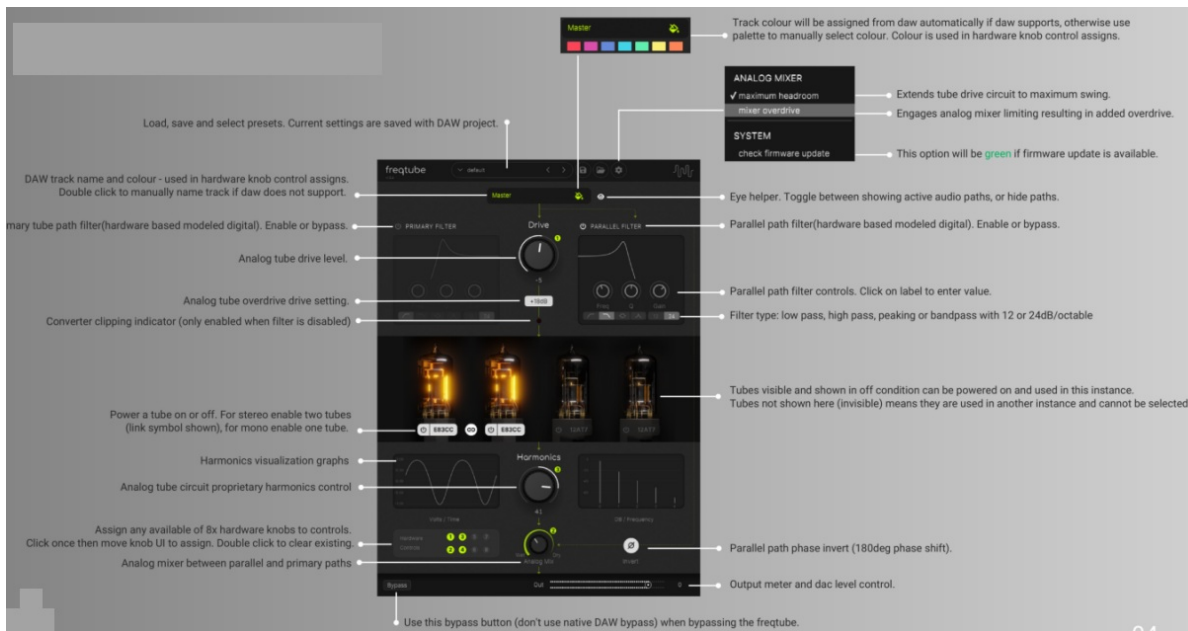 Master
Track colour will be assigned from daw automatically if daw supports, otherwise use
palette to manually select colour. Colour is used in hardware knob control assigns.
ANALOG MIXER
✓ maximum headroom
mixer overdrive
SYSTEM
check firmware update
Extends tube drive circuit to maximum swing.
Engages analog mixer limiting resulting in added overdrive.
This option will be green if firmware update is available.
Load, save and select presets. Current settings are saved with DAW project.
freqtube
default
DAW track name and colour - used in hardware knob control assigns.
Double click to manually name track if daw does not support.
Master
Eye helper. Toggle between showing active audio paths, or hide paths.
mary tube path filter(hardware based modeled digital). Enable or bypass.
PRIMARY FILTER
Drive
PARALLEL FILTER
Parallel path filter(hardware based modeled digital). Enable or bypass.
1
Analog tube drive level.
-5
Analog tube overdrive drive setting.
+18dB
Freq Q Gain
Parallel path filter controls. Click on label to enter value.
Converter clipping indicator (only enabled when filter is disabled)
Filter type: low pass, high pass, peaking or bandpass with 12 or 24dB/octable
Tubes visible and shown in off condition can be powered on and used in this instance.
Tubes not shown here (invisible) means they are used in another instance and cannot be selected
Power a tube on or off. For stereo enable two tubes
(link symbol shown), for mono enable one tube.
E83CC E83CC 12AT7 12AT7
Harmonics visualization graphs
Harmonics
3
Analog tube circuit proprietary harmonics control
41
Volts / Time
DB / Frequency
Assign any available of 8x hardware knobs to controls.
Click once then move knob UI to assign. Double click to clear existing.
Hardware
Controls
1 3
2 4
2
Wet Dry
Analog Mix
Invert
Parallel path phase invert (180deg phase shift).
Analog mixer between parallel and primary paths
Bypass
Out
0
Output meter and dac level control.
Use this bypass button (don't use native DAW bypass) when bypassing the freqtube.